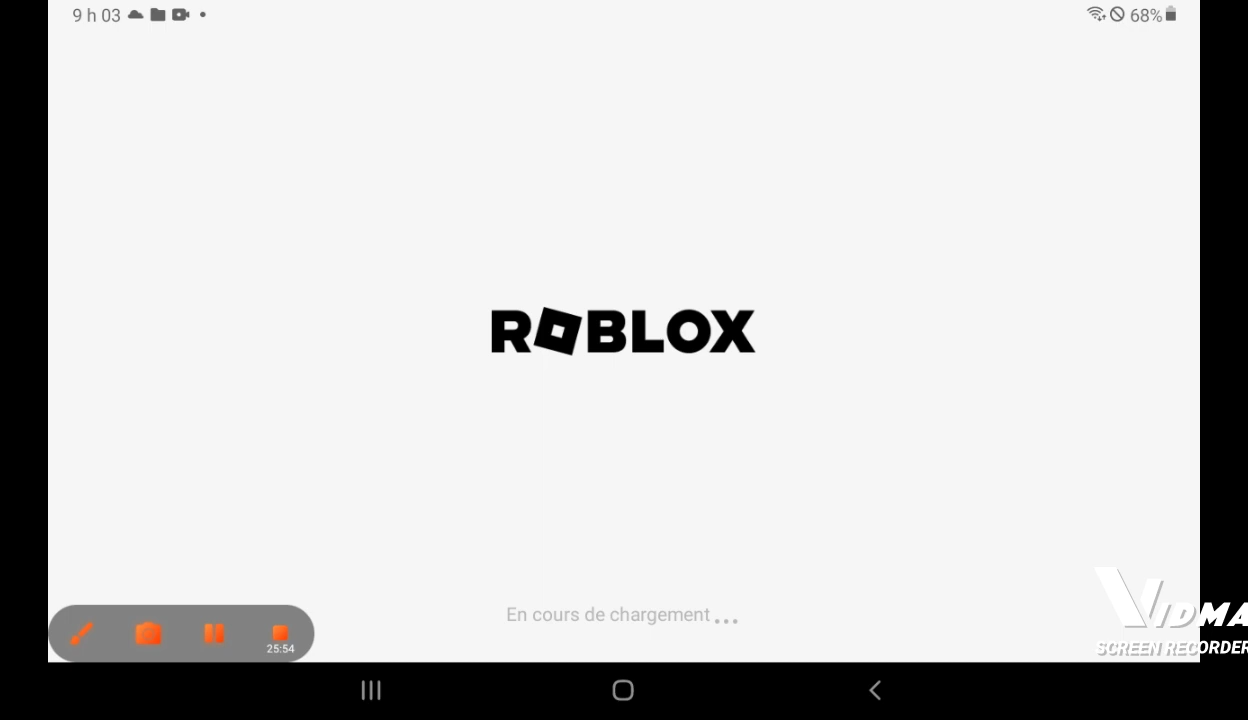 9 h 03
68%
ROBLOX
En cours de chargement...
25:54
VIDMA
SCREEN RECORDER